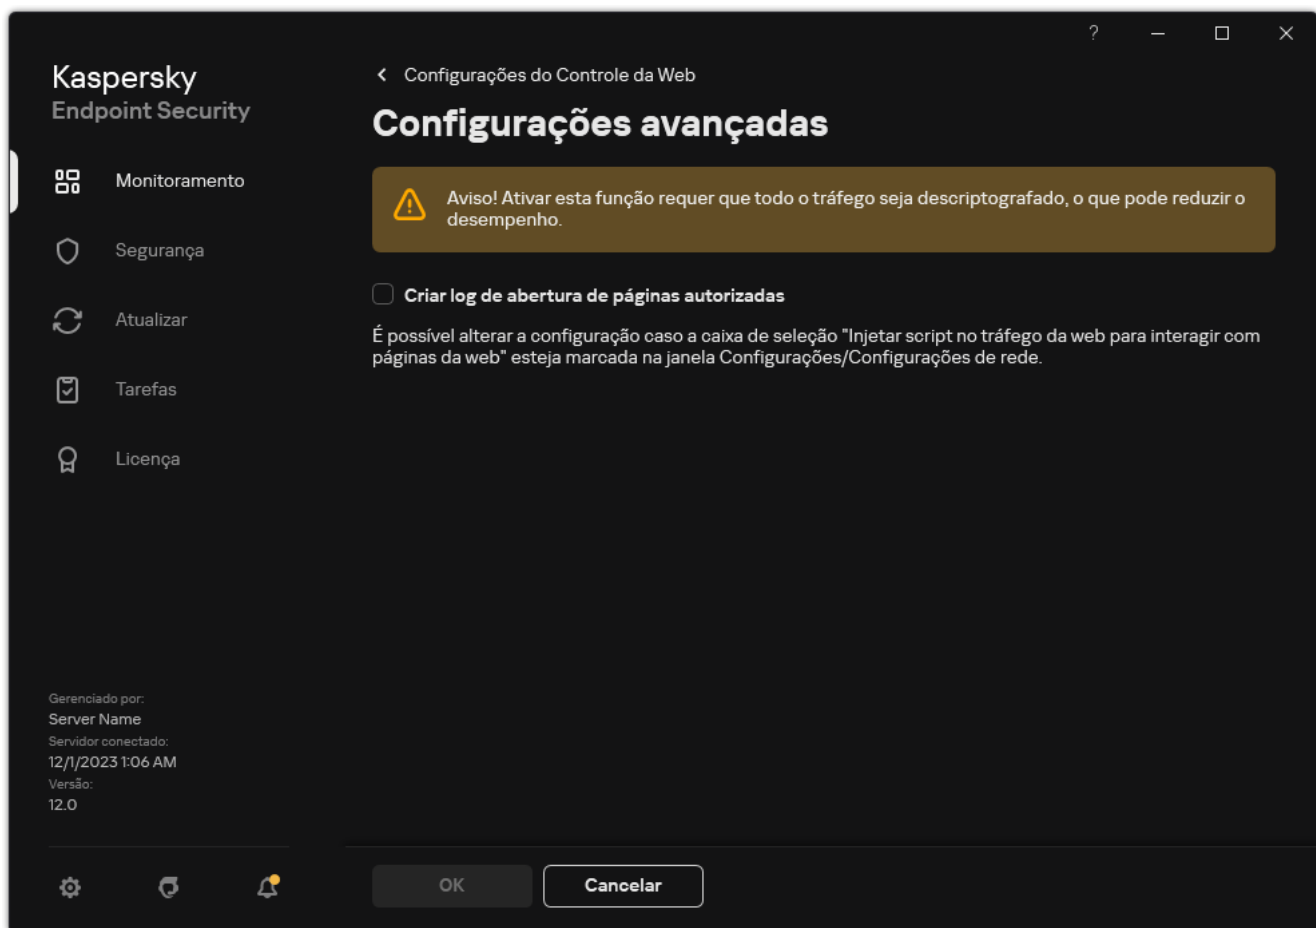 ?
Kaspersky
Endpoint Security
Monitoramento
Segurança
Atualizar
Tarefas
Licença
Gerenciado por:
Server Name
Servidor conectado:
12/1/2023 1:06 AM
Versão:
12.0
Configurações do Controle da Web
Configurações avançadas
Aviso! Ativar esta função requer que todo o tráfego seja descriptografado, o que pode reduzir o
desempenho.
Criar log de abertura de páginas autorizadas
É possível alterar a configuração caso a caixa de seleção "Injetar script no tráfego da web para interagir com
páginas da web" esteja marcada na janela Configurações/Configurações de rede.
OK
Cancelar